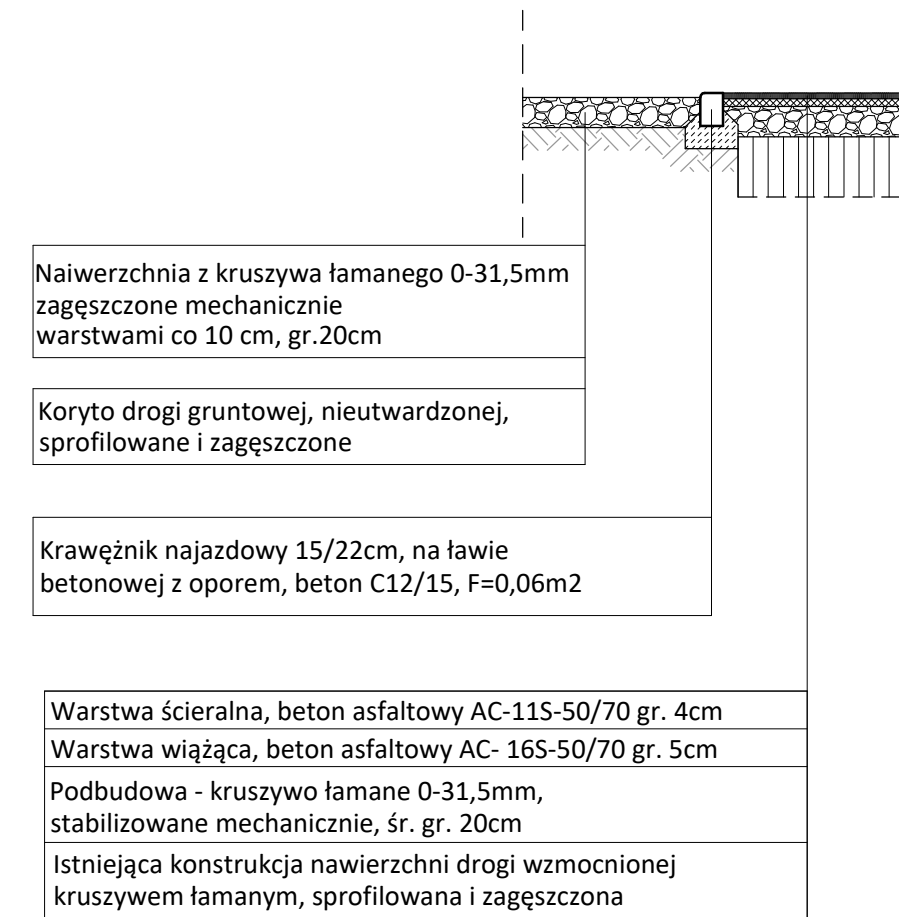 Naiwerzchnia z kruszywa łamanego 0-31,5mm
zagęszczone mechanicznie
warstwami co 10 cm, gr.20cm
Koryto drogi gruntowej, nieutwardzonej,
sprofilowane i zagęszczone
Krawężnik najazdowy 15/22cm, na ławie
betonowej z oporem, beton C12/15, F=0,06m2
Warstwa ścieralna, beton asfaltowy AC-11S-50/70 gr. 4cm
Warstwa wiążąca, beton asfaltowy AC- 16S-50/70 gr. 5cm
Podbudowa - kruszywo łamane 0-31,5mm,
stabilizowane mechanicznie, śr. gr. 20cm
Istniejąca konstrukcja nawierzchni drogi wzmocnionej
kruszywem łamanym, sprofilowana i zagęszczona